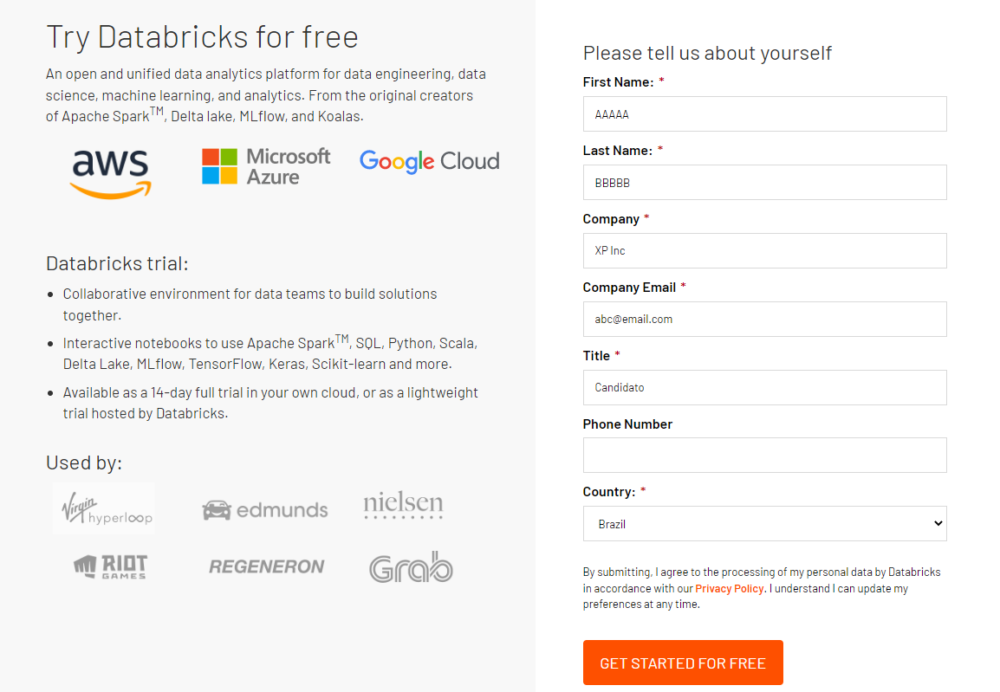 Try Databricks for free
An open and unified data analytics platform for data engineering, data
science, machine learning, and analytics. From the original creators
of Apache Spark™, Delta lake, MLflow, and Koalas.
aws
Microsoft
Azure
Google Cloud
Databricks trial:
Collaborative environment for data teams to build solutions
together.
Interactive notebooks to use Apache Spark™, SQL, Python, Scala,
Delta Lake, MLflow, TensorFlow, Keras, Scikit-learn and more.
Available as a 14-day full trial in your own cloud, or as a lightweight
trial hosted by Databricks.
Used by:
Virgin
hyperloop
edmunds
nielsen
RIOT
GAMES
REGENERON
Grab
Please tell us about yourself
First Name: *
AAAAA
Last Name: *
BBBBB
Company *
XP Inc
Company Email *
abc@email.com
Title *
Candidato
Phone Number
Country: *
Brazil
By submitting, I agree to the processing of my personal data by Databricks
in accordance with our Privacy Policy. I understand I can update my
preferences at any time.
GET STARTED FOR FREE